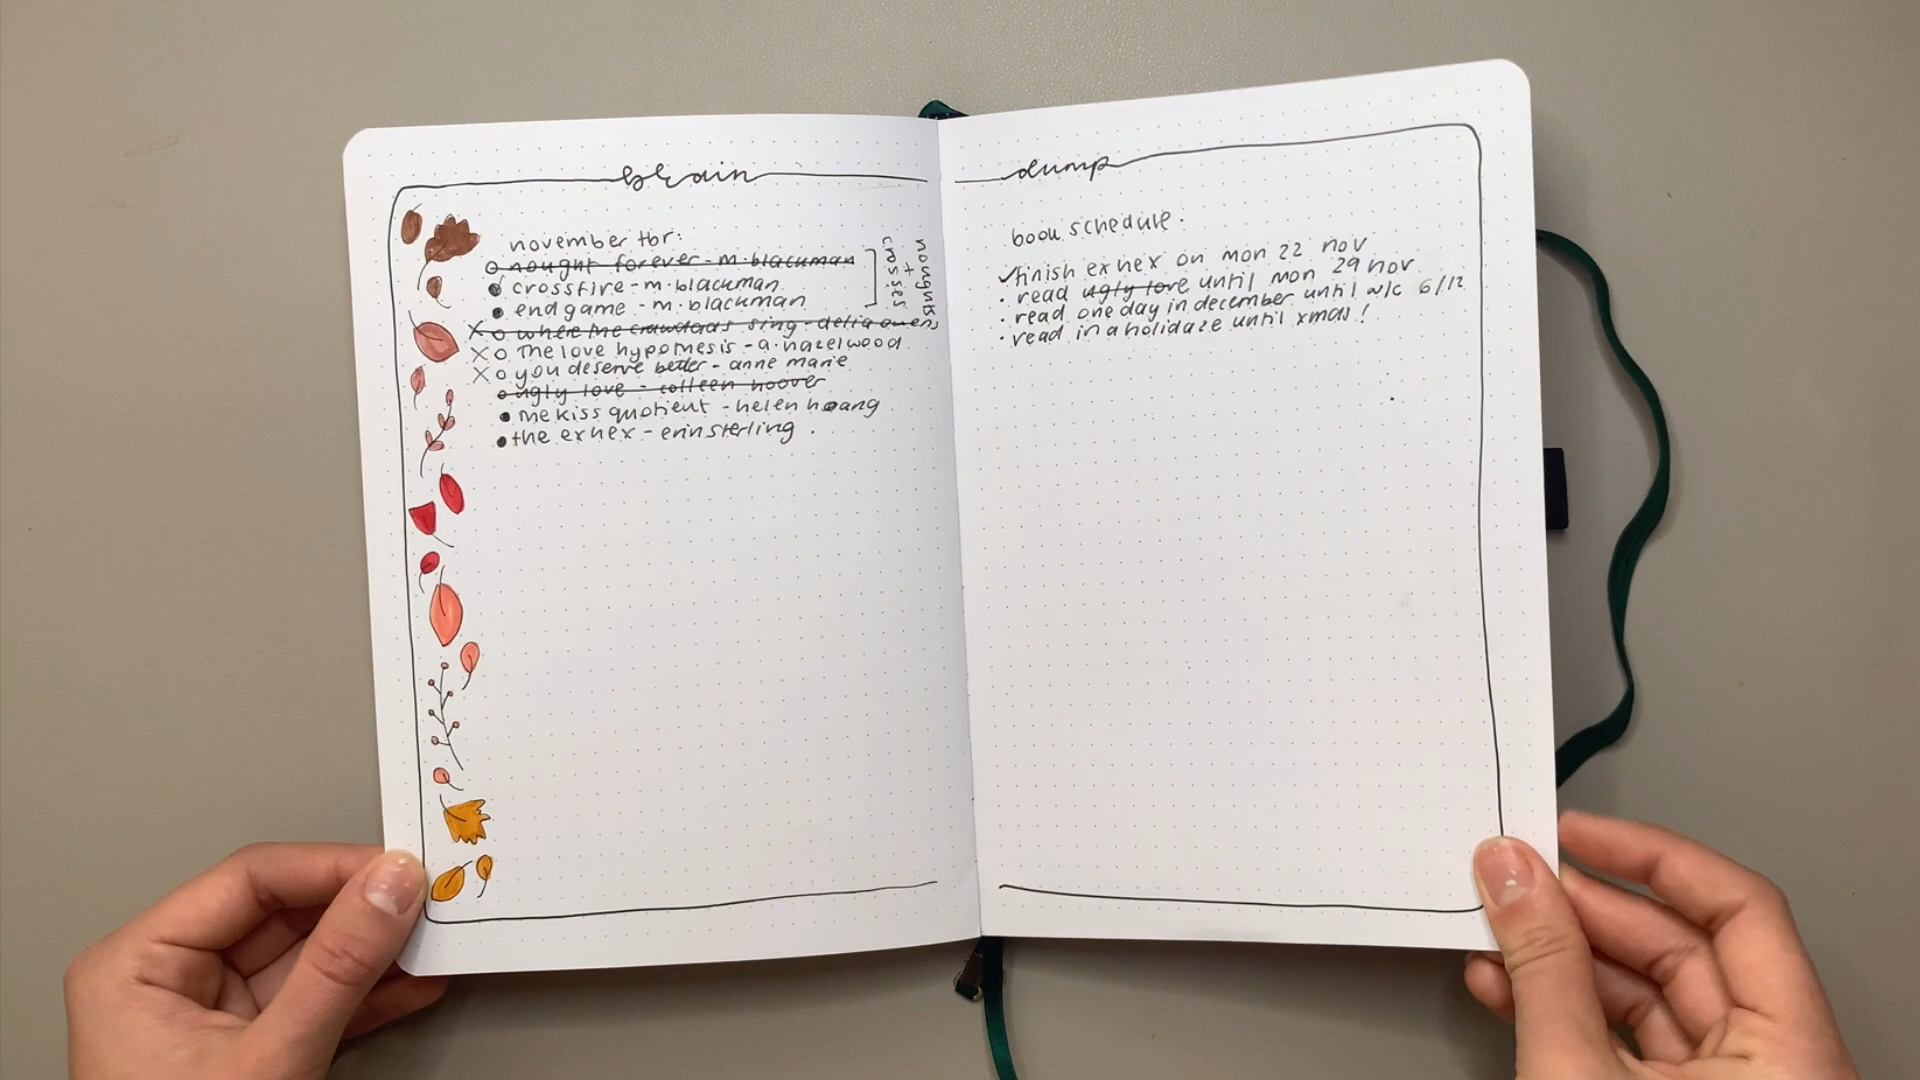 brain dump
november tbr:
nought forever - m. blackman
crossfire - m. blackman
endgame - m. blackman
noughts + crosses
X where the crawdads sing - delia owens
X the love hypothesis - a. hazelwood
X you deserve better - anne marie
ugly love - colleen hoover
the kiss quotient - helen hoang
the ex hex - erin sterling.
book schedule:
✓ finish ex hex on mon 22 nov
· read ugly love until mon 29 nov
· read one day in december until w/c 6/12
· read in a holidaze until xmas!